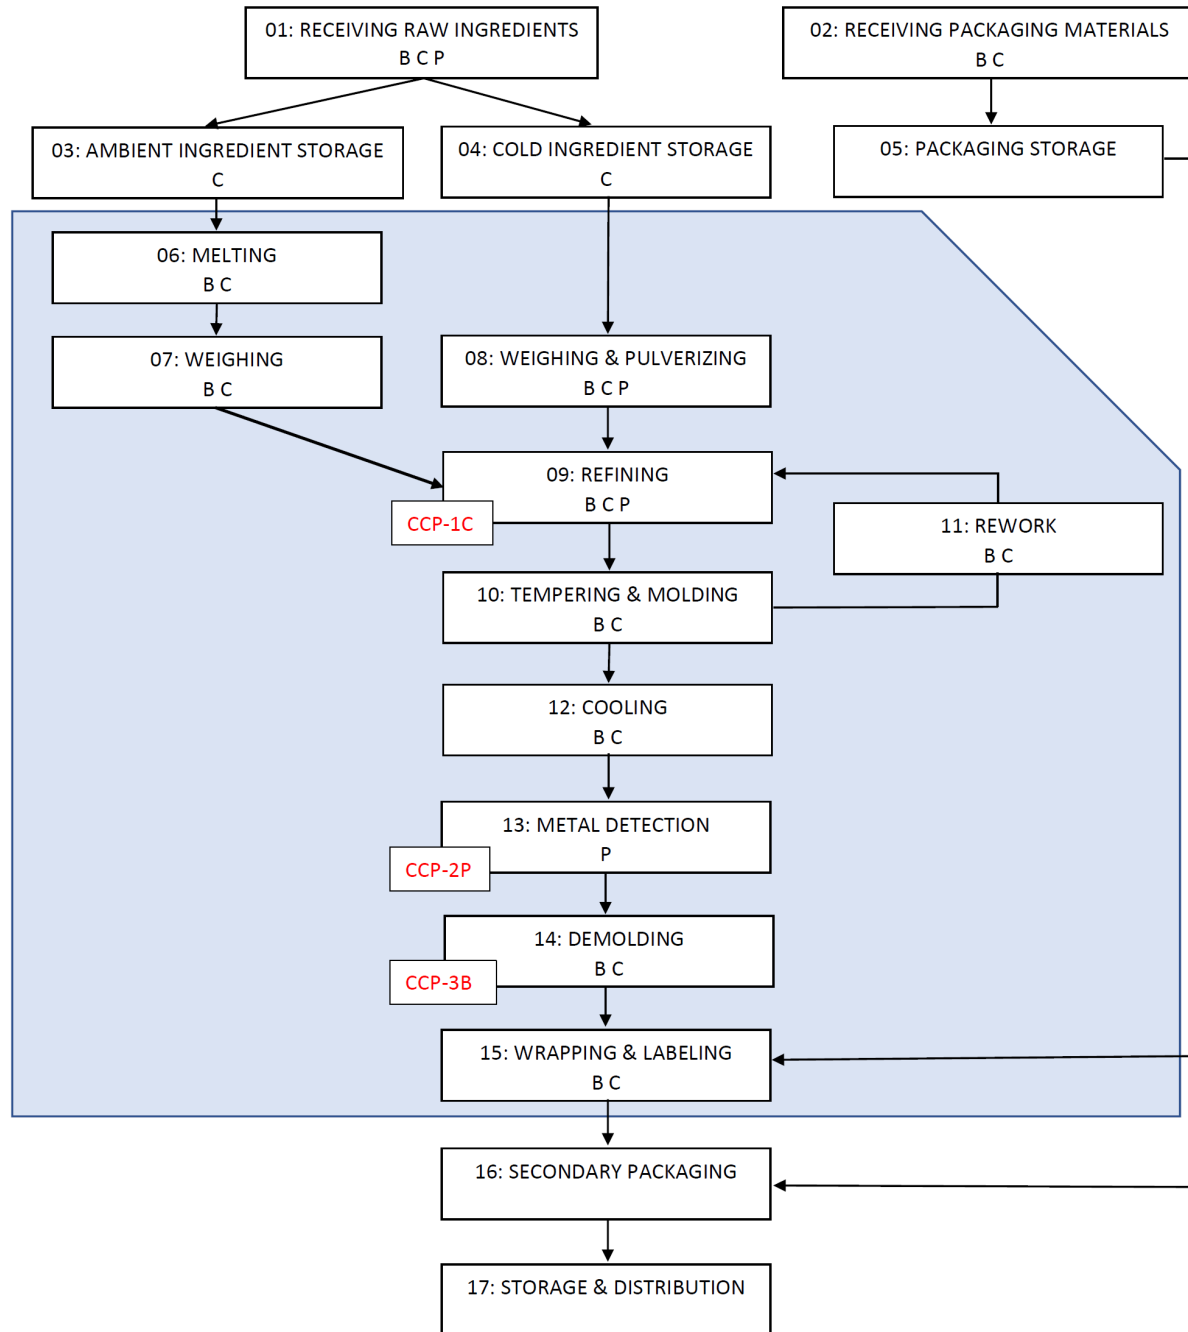 01: RECEIVING RAW INGREDIENTS
B C P
02: RECEIVING PACKAGING MATERIALS
B C
03: AMBIENT INGREDIENT STORAGE
C
04: COLD INGREDIENT STORAGE
C
05: PACKAGING STORAGE
06: MELTING
B C
07: WEIGHING
B C
08: WEIGHING & PULVERIZING
B C P
09: REFINING
B C P
CCP-1C
11: REWORK
B C
10: TEMPERING & MOLDING
B C
12: COOLING
B C
13: METAL DETECTION
P
CCP-2P
14: DEMOLDING
B C
CCP-3B
15: WRAPPING & LABELING
B C
16: SECONDARY PACKAGING
17: STORAGE & DISTRIBUTION